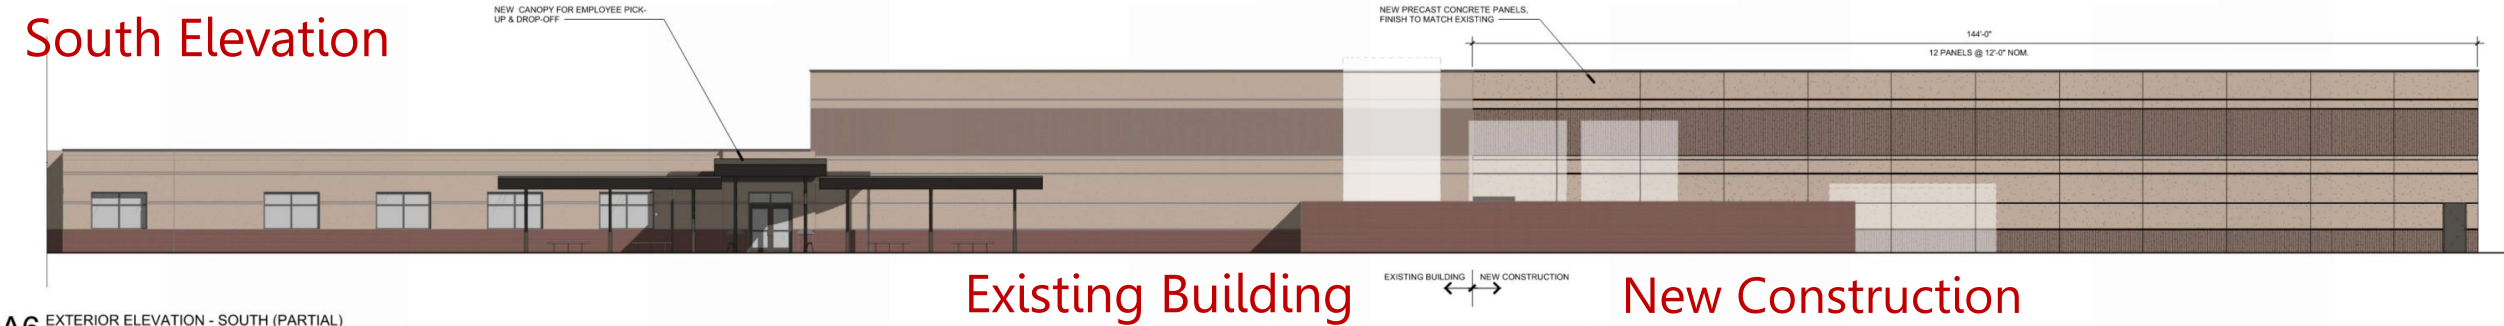 South Elevation
NEW CANOPY FOR EMPLOYEE PICK-
UP & DROP-OFF
NEW PRECAST CONCRETE PANELS,
FINISH TO MATCH EXISTING
144'-0"
12 PANELS @ 12'-0" NOM.
Existing Building
EXISTING BUILDING
NEW CONSTRUCTION
New Construction
A6 EXTERIOR ELEVATION - SOUTH (PARTIAL)